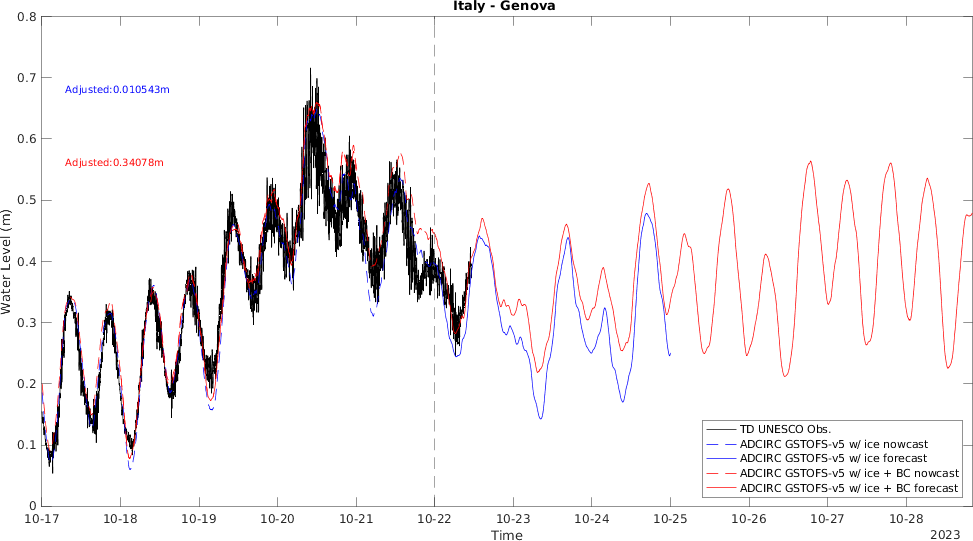 Italy - Genova
0.8
0.7
0.6
0.5
0.4
0.3
0.2
0.1
0
Water Level (m)
Adjusted:0.010543m
Adjusted:0.34078m
TD UNESCO Obs.
ADCIRC GSTOFS-v5 w/ ice nowcast
ADCIRC GSTOFS-v5 w/ ice forecast
ADCIRC GSTOFS-v5 w/ ice + BC nowcast
ADCIRC GSTOFS-v5 w/ ice + BC forecast
10-17 10-18 10-19 10-20 10-21 10-22 10-23 10-24 10-25 10-26 10-27 10-28
Time
2023